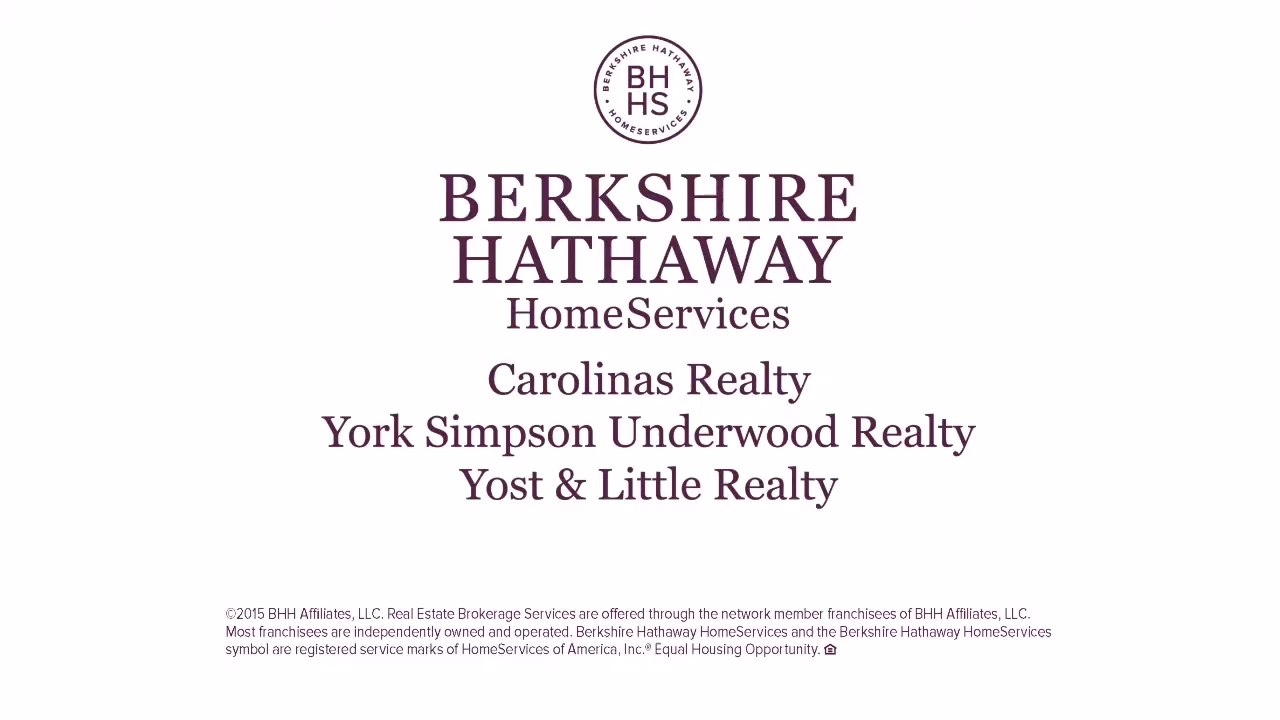 BERKSHIRE HATHAWAY
BH
HS
• HOMESERVICES •
BERKSHIRE
HATHAWAY
HomeServices
Carolinas Realty
York Simpson Underwood Realty
Yost & Little Realty
©2015 BHH Affiliates, LLC. Real Estate Brokerage Services are offered through the network member franchisees of BHH Affiliates, LLC.
Most franchisees are independently owned and operated. Berkshire Hathaway HomeServices and the Berkshire Hathaway HomeServices
symbol are registered service marks of HomeServices of America, Inc.® Equal Housing Opportunity.